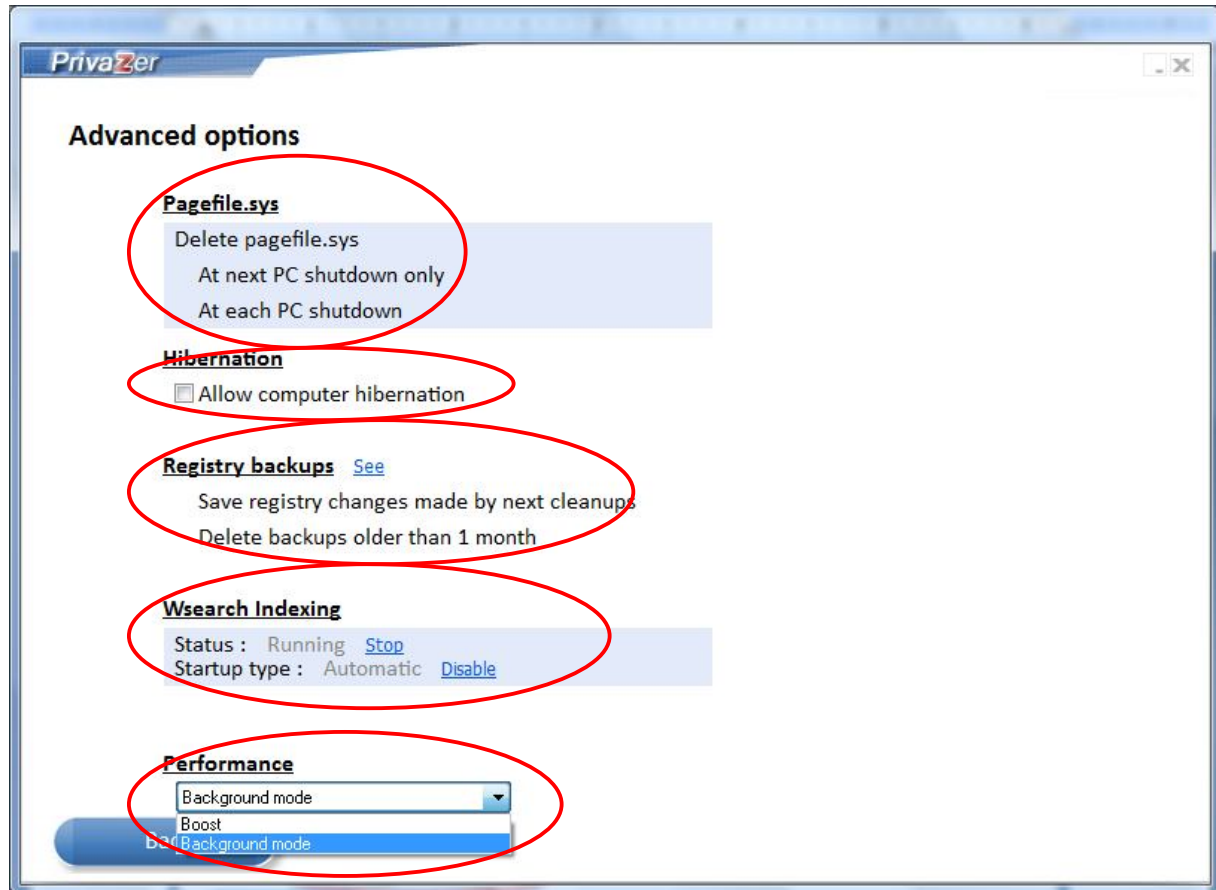 PrivaZer
Advanced options
Pagefile.sys
Delete pagefile.sys
At next PC shutdown only
At each PC shutdown
Hibernation
Allow computer hibernation
Registry backups See
Save registry changes made by next cleanups
Delete backups older than 1 month
Wsearch Indexing
Status : Running Stop
Startup type : Automatic Disable
Performance
Background mode
Boost
Background mode